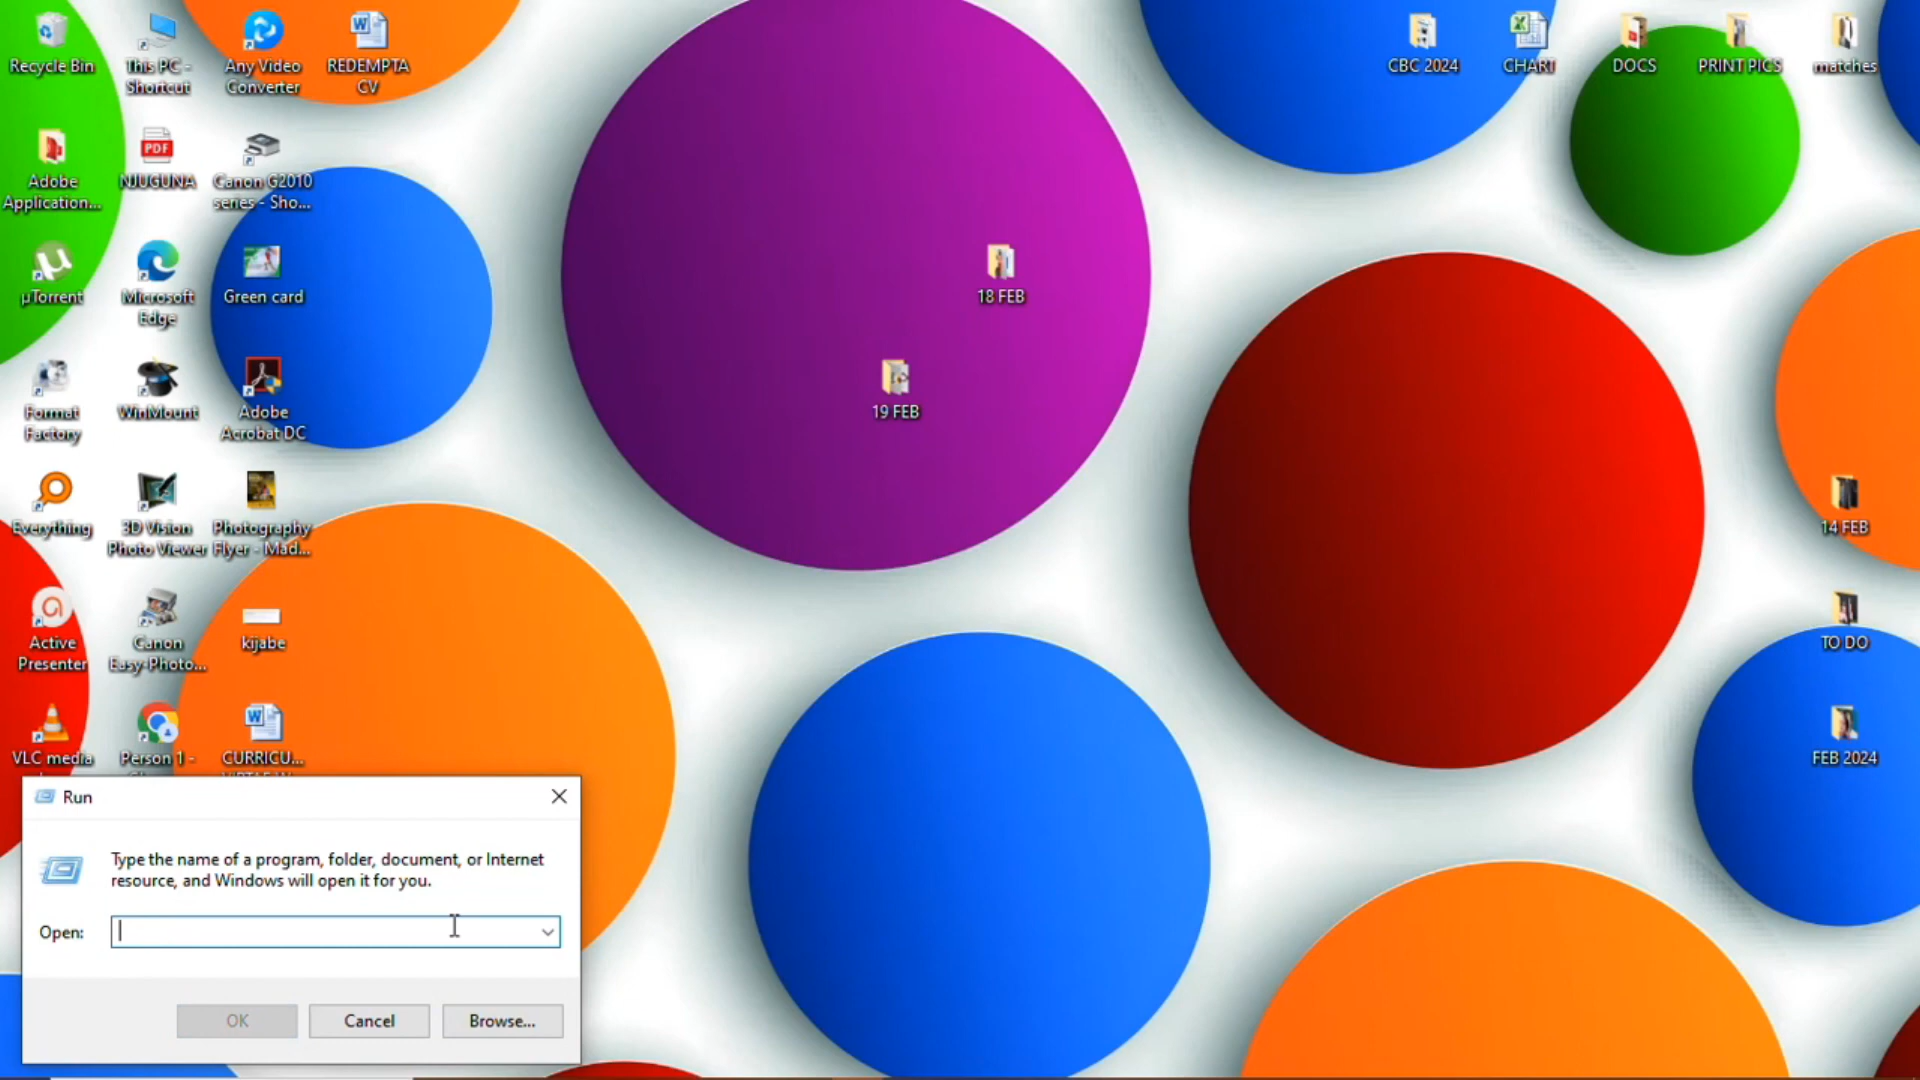 Recycle Bin
This PC -
Shortcut
Any Video
Converter
REDEMPTA
CV
CBC 2024
CHART
DOCS
PRINT PICS
matches
Adobe
Application...
PDF
NJUGUNA
Canon G2010
series - Sho...
µTorrent
Microsoft
Edge
Green card
18 FEB
Format
Factory
WinMount
Adobe
Acrobat DC
19 FEB
Everything
3D Vision
Photo Viewer
Photography
Flyer - Mad...
14 FEB
Active
Presenter
Canon
Easy-Photo...
kijabe
TO DO
VLC media
Person 1 -
CURRICU...
FEB 2024
Run
Type the name of a program, folder, document, or Internet
resource, and Windows will open it for you.
Open:
OK
Cancel
Browse...